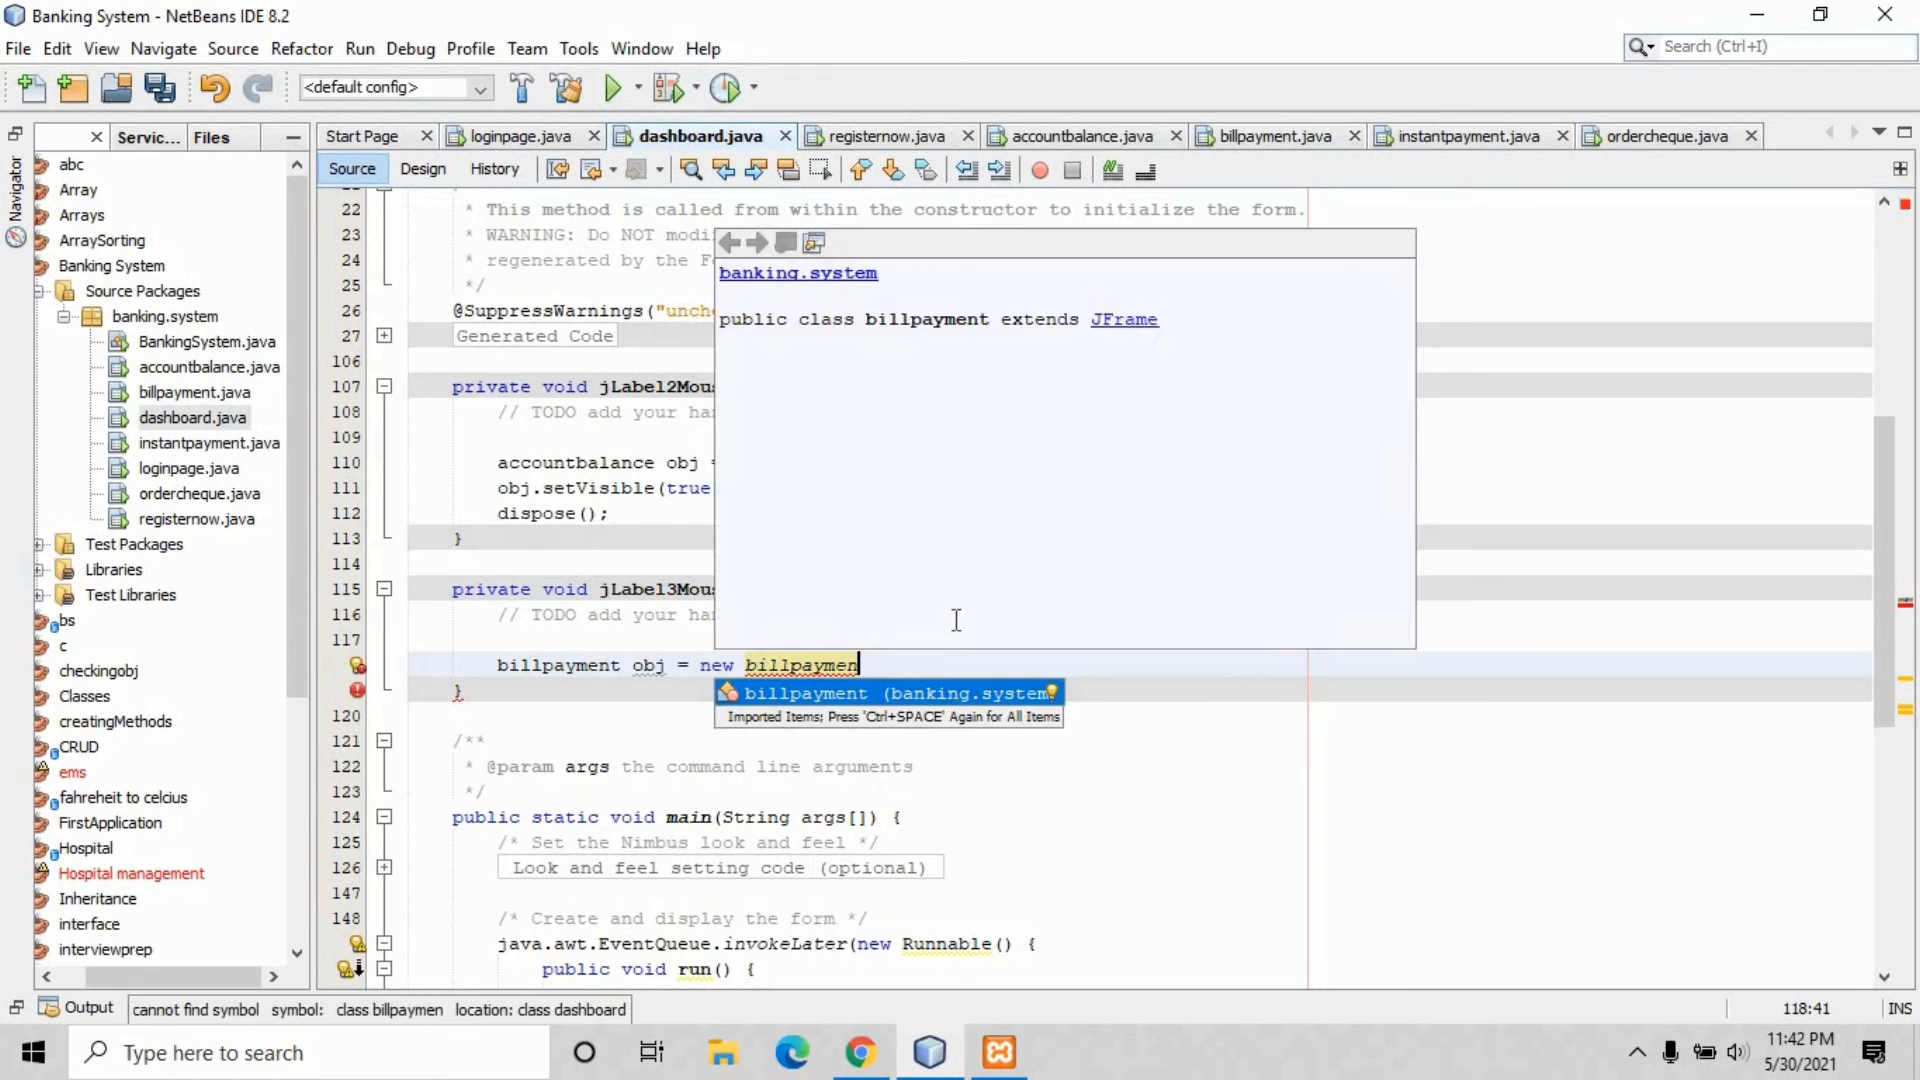 Banking System - NetBeans IDE 8.2
File Edit View Navigate Source Refactor Run Debug Profile Team Tools Window Help
Search (Ctrl+I)
<default config>
Servic... Files
Start Page loginpage.java dashboard.java registernow.java accountbalance.java billpayment.java instantpayment.java ordercheque.java
Source Design History
Navigator
abc
Array
Arrays
ArraySorting
Banking System
Source Packages
banking.system
BankingSystem.java
accountbalance.java
billpayment.java
dashboard.java
instantpayment.java
loginpage.java
ordercheque.java
registernow.java
Test Packages
Libraries
Test Libraries
bs
c
checkingobj
Classes
creatingMethods
CRUD
ems
fahreheit to celcius
FirstApplication
Hospital
Hospital management
Inheritance
interface
interviewprep
22 * This method is called from within the constructor to initialize the form.
23 * WARNING: Do NOT modi
24 * regenerated by the F
25 */
26 @SuppressWarnings("unch
27 Generated Code
106
107 private void jLabel2Mous
108 // TODO add your han
109
110 accountbalance obj =
111 obj.setVisible(true)
112 dispose();
113 }
114
115 private void jLabel3Mous
116 // TODO add your han
117
billpayment obj = new billpaymen
}
120
121 /**
122 * @param args the command line arguments
123 */
124 public static void main(String args[]) {
125 /* Set the Nimbus look and feel */
126 Look and feel setting code (optional)
147
148 /* Create and display the form */
java.awt.EventQueue.invokeLater(new Runnable() {
public void run() {
banking.system
public class billpayment extends JFrame
billpayment (banking.system
Imported Items; Press 'Ctrl+SPACE' Again for All Items
Output
cannot find symbol symbol: class billpaymen location: class dashboard
118:41
INS
Type here to search
11:42 PM
5/30/2021